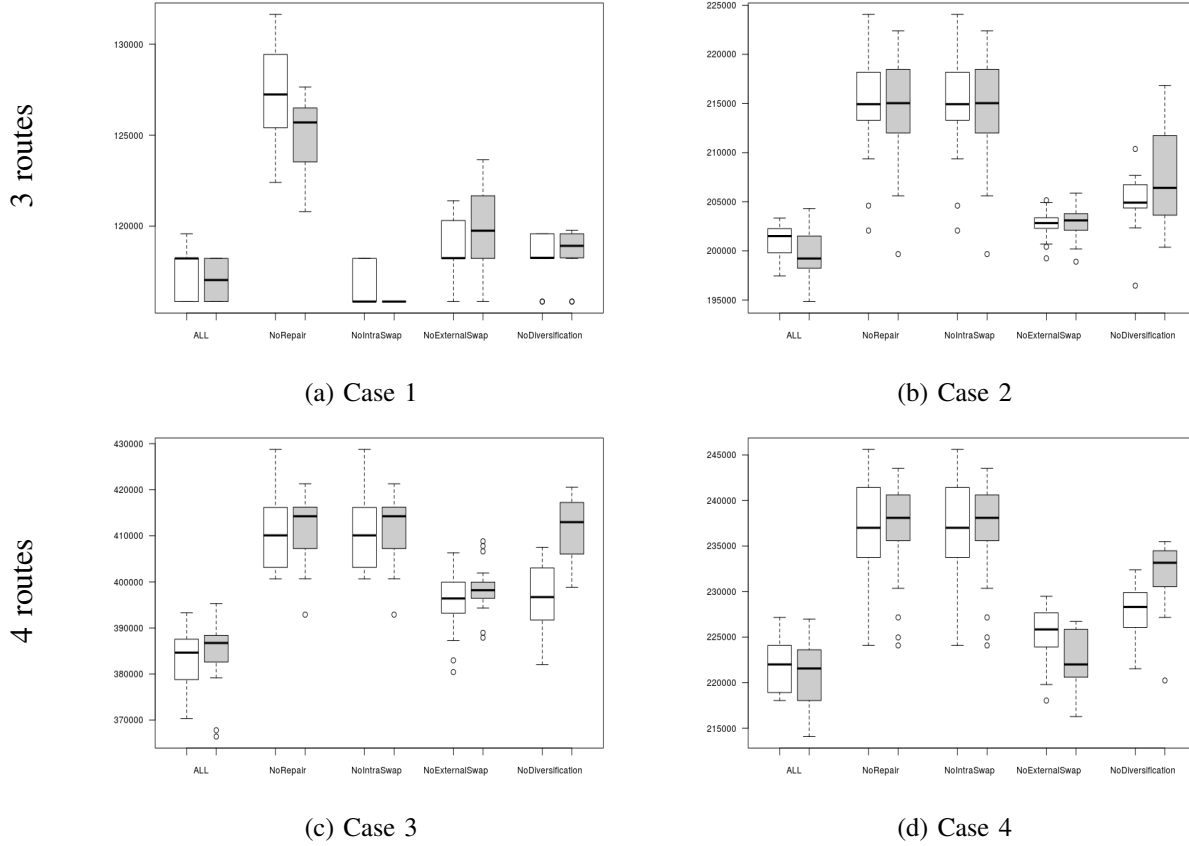 3 routes
130000
125000
120000
ALL NoRepair NoIntraSwap NoExternalSwap NoDiversification
(a) Case 1
225000
220000
215000
210000
205000
200000
195000
ALL NoRepair NoIntraSwap NoExternalSwap NoDiversification
(b) Case 2
4 routes
430000
420000
410000
400000
390000
380000
370000
ALL NoRepair NoIntraSwap NoExternalSwap NoDiversification
(c) Case 3
245000
240000
235000
230000
225000
220000
215000
ALL NoRepair NoIntraSwap NoExternalSwap NoDiversification
(d) Case 4